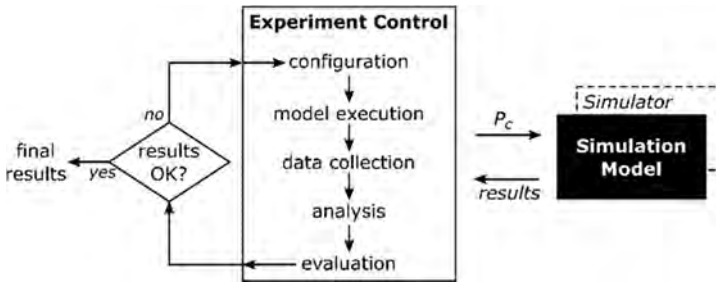 Experiment Control
configuration
no
model execution
Simulator
P_c
Simulation
Model
results
OK?
final
results
yes
data collection
results
analysis
evaluation